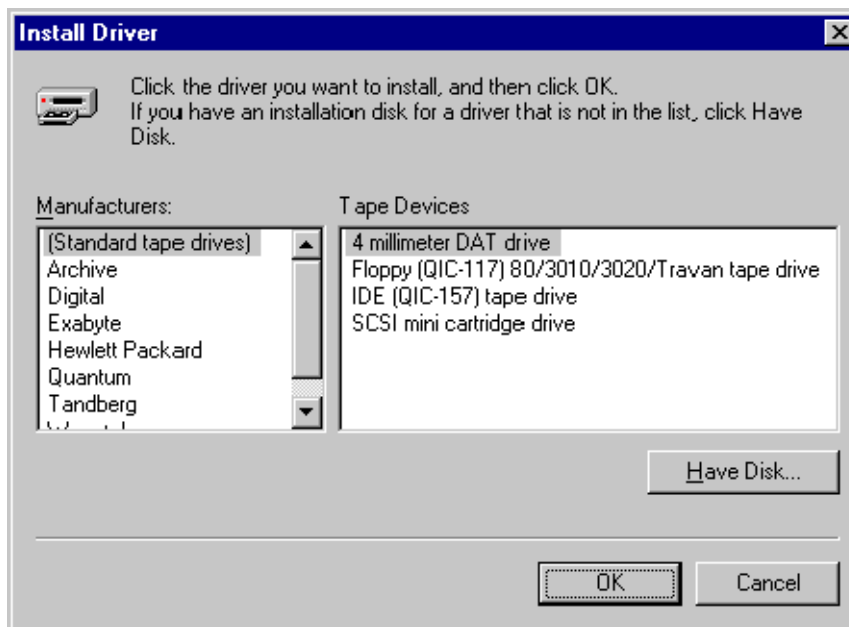 Install Driver
Click the driver you want to install, and then click OK.
If you have an installation disk for a driver that is not in the list, click Have
Disk.
Manufacturers:
(Standard tape drives)
Archive
Digital
Exabyte
Hewlett Packard
Quantum
Tandberg
Tape Devices
4 millimeter DAT drive
Floppy (QIC-117) 80/3010/3020/Travan tape drive
IDE (QIC-157) tape drive
SCSI mini cartridge drive
Have Disk...
OK
Cancel